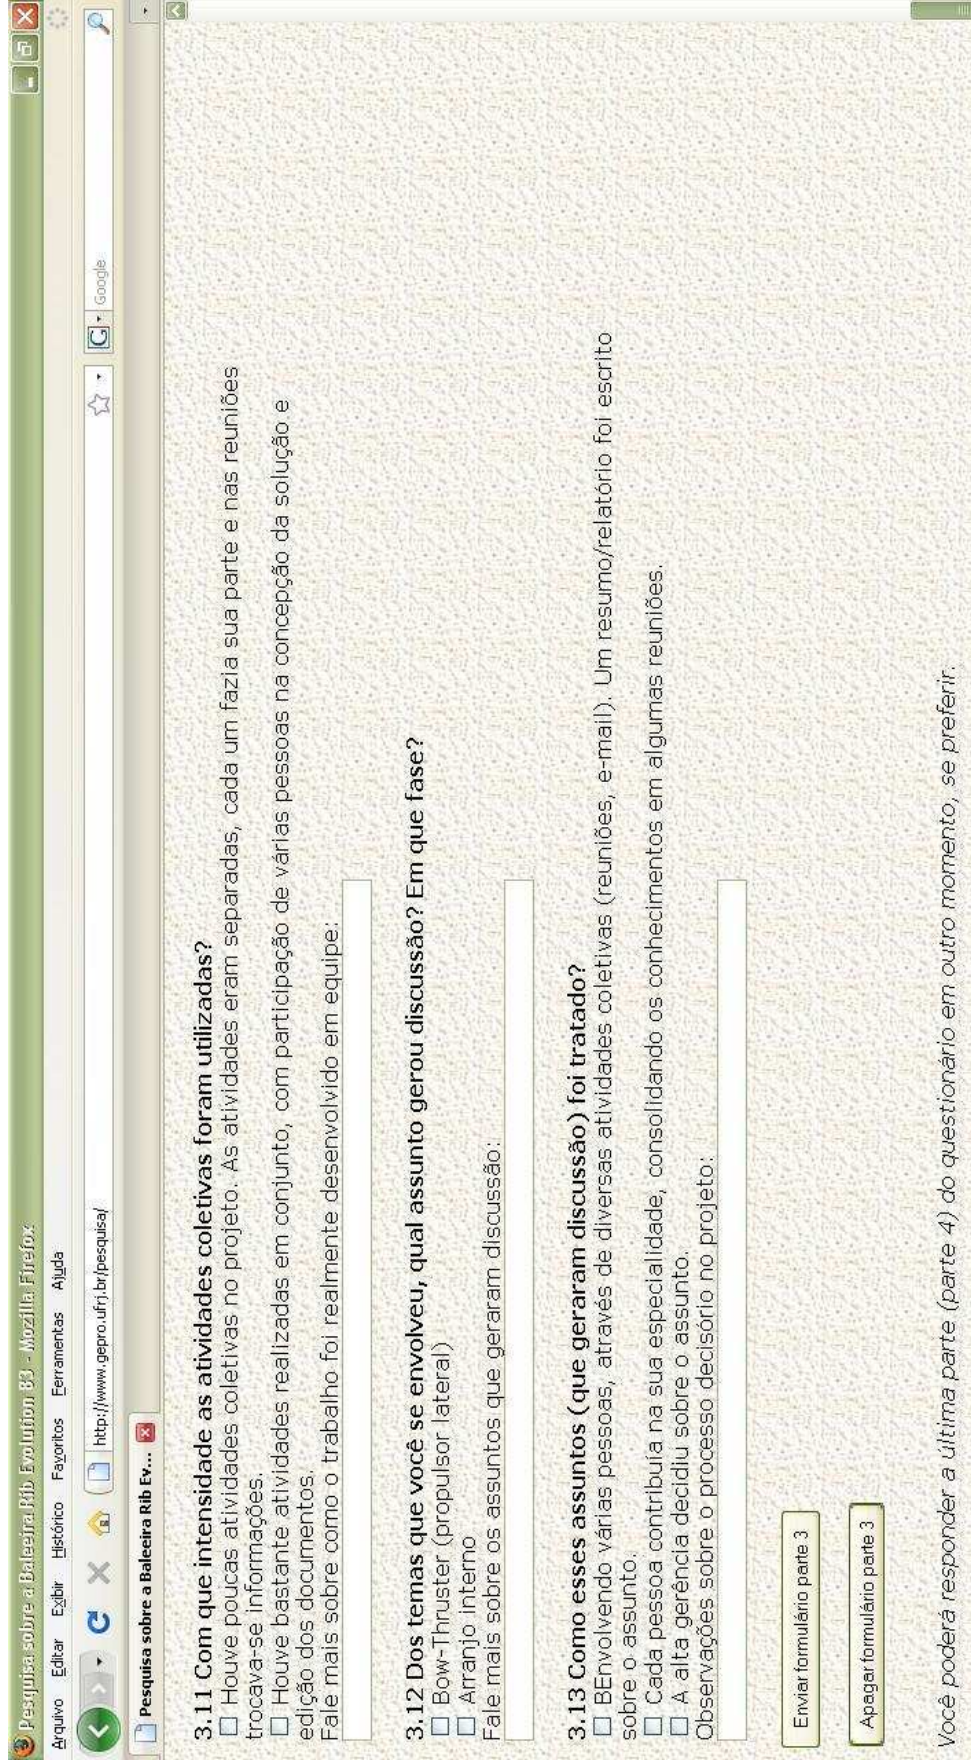 Pesquisa sobre a Baleeira Rib Evolution B3 - Mozilla Firefox
Arquivo Editar Exibir Histórico Favoritos Ferramentas Ajuda
http://www.gepro.ufrj.br/pesquisa/
Google
Pesquisa sobre a Baleeira Rib Ev...
3.11 Com que intensidade as atividades coletivas foram utilizadas?
Houve poucas atividades coletivas no projeto. As atividades eram separadas, cada um fazia sua parte e nas reuniões
trocava-se informações.
Houve bastante atividades realizadas em conjunto, com participação de várias pessoas na concepção da solução e
edição dos documentos.
Fale mais sobre como o trabalho foi realmente desenvolvido em equipe:
3.12 Dos temas que você se envolveu, qual assunto gerou discussão? Em que fase?
Bow-Thruster (propulsor lateral)
Arranjo interno
Fale mais sobre os assuntos que geraram discussão:
3.13 Como esses assuntos (que geraram discussão) foi tratado?
BEnvolvendo várias pessoas, através de diversas atividades coletivas (reuniões, e-mail). Um resumo/relatório foi escrito
sobre o assunto.
Cada pessoa contribuía na sua especialidade, consolidando os conhecimentos em algumas reuniões.
A alta gerência decidiu sobre o assunto.
Observações sobre o processo decisório no projeto:
Enviar formulário parte 3
Apagar formulário parte 3
Você poderá responder a última parte (parte 4) do questionário em outro momento, se preferir.